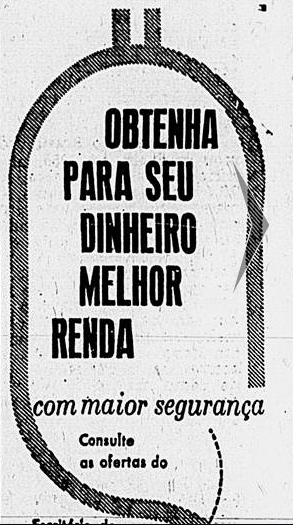 OBTENHA
PARA SEU
DINHEIRO
MELHOR
RENDA
com maior segurança
Consulte
as ofertas do